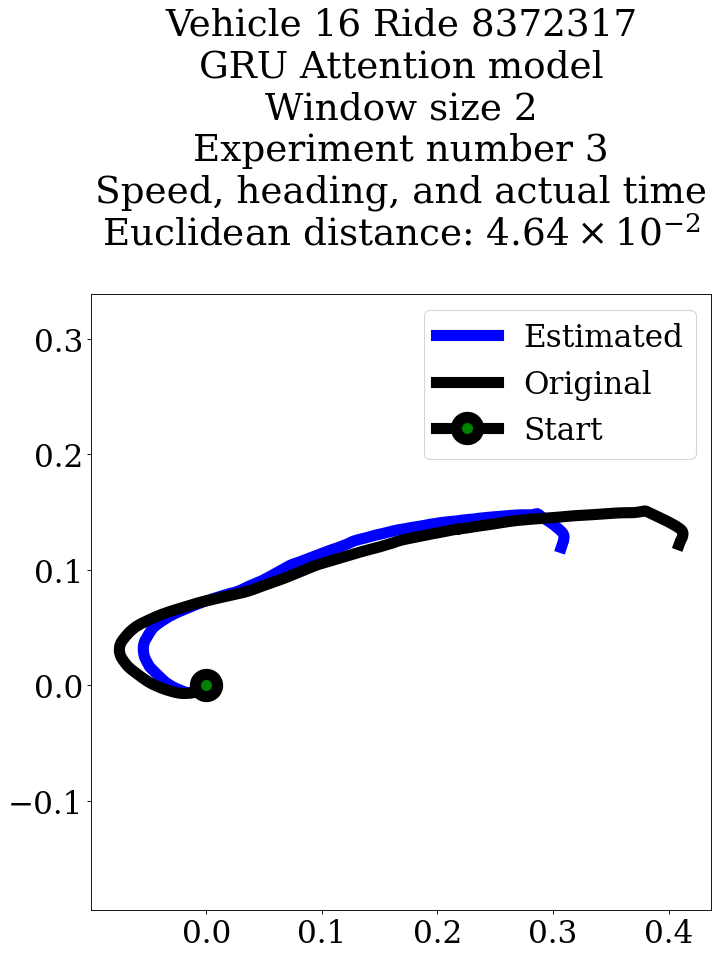 Vehicle 16 Ride 8372317
GRU Attention model
Window size 2
Experiment number 3
Speed, heading, and actual time
Euclidean distance: 4.64 × 10⁻²
Estimated
Original
Start
0.3
0.2
0.1
0.0
−0.1
0.0 0.1 0.2 0.3 0.4